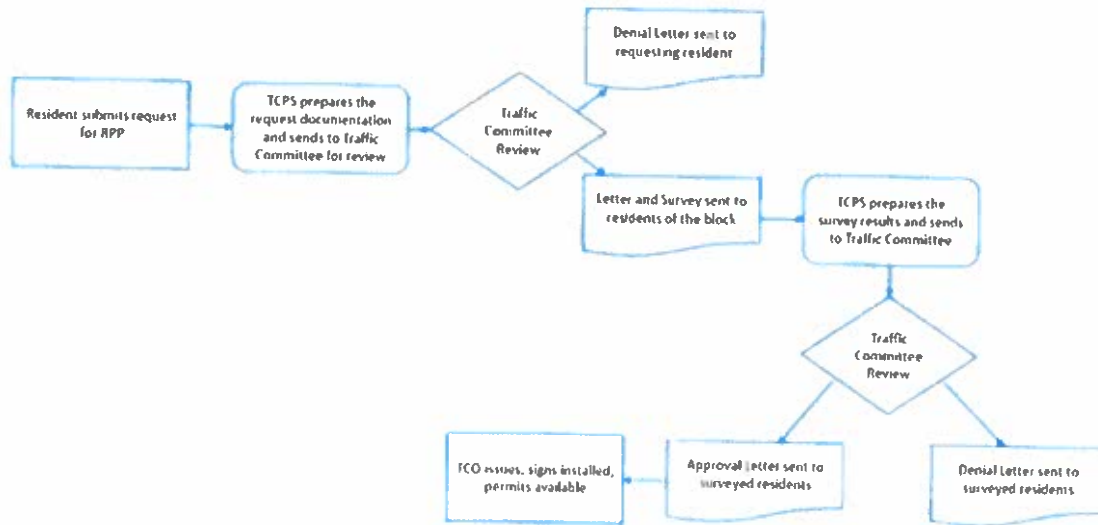 Denial Letter sent to
requesting resident
Resident submits request
for RPP
TCPS prepares the
request documentation
and sends to Traffic
Committee for review
Traffic
Committee
Review
Letter and Survey sent to
residents of the block
TCPS prepares the
survey results and sends
to Traffic Committee
Traffic
Committee
Review
TCO issues, signs installed,
permits available
Approval Letter sent to
surveyed residents
Denial Letter sent to
surveyed residents